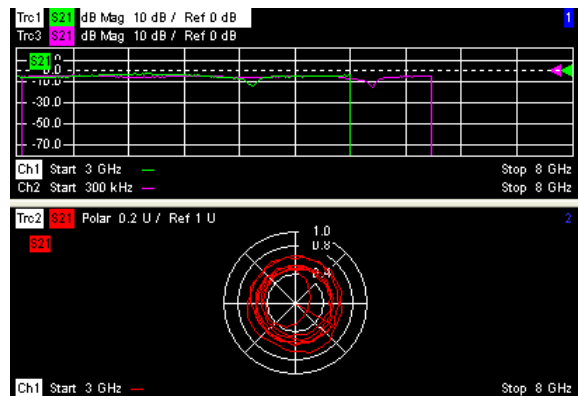 Trc1 S21 dB Mag 10 dB / Ref 0 dB 1
Trc3 S21 dB Mag 10 dB / Ref 0 dB
S21
0.0
-10.0
-30.0
-50.0
-70.0
Ch1 Start 3 GHz — Stop 8 GHz
Ch2 Start 300 kHz — Stop 8 GHz
Trc2 S21 Polar 0.2 U / Ref 1 U 2
S21
1.0
0.8
0.4
Ch1 Start 3 GHz — Stop 8 GHz